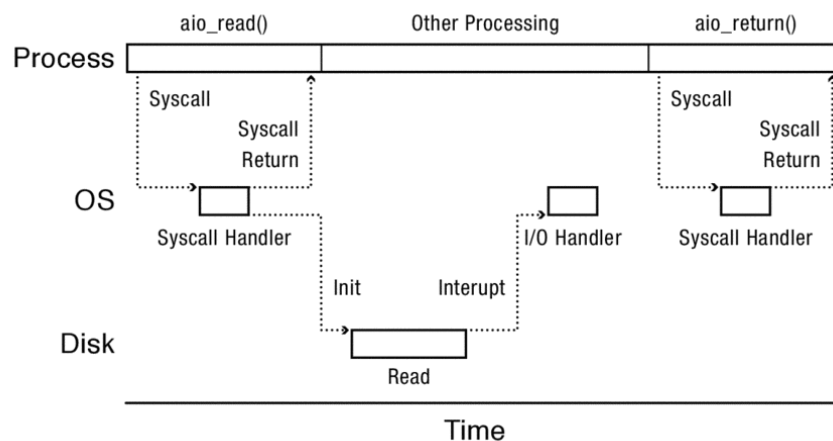 aio_read() Other Processing aio_return()
Process
Syscall Syscall
Syscall Syscall
Return Return
OS
Syscall Handler I/O Handler Syscall Handler
Init Interupt
Disk
Read
Time